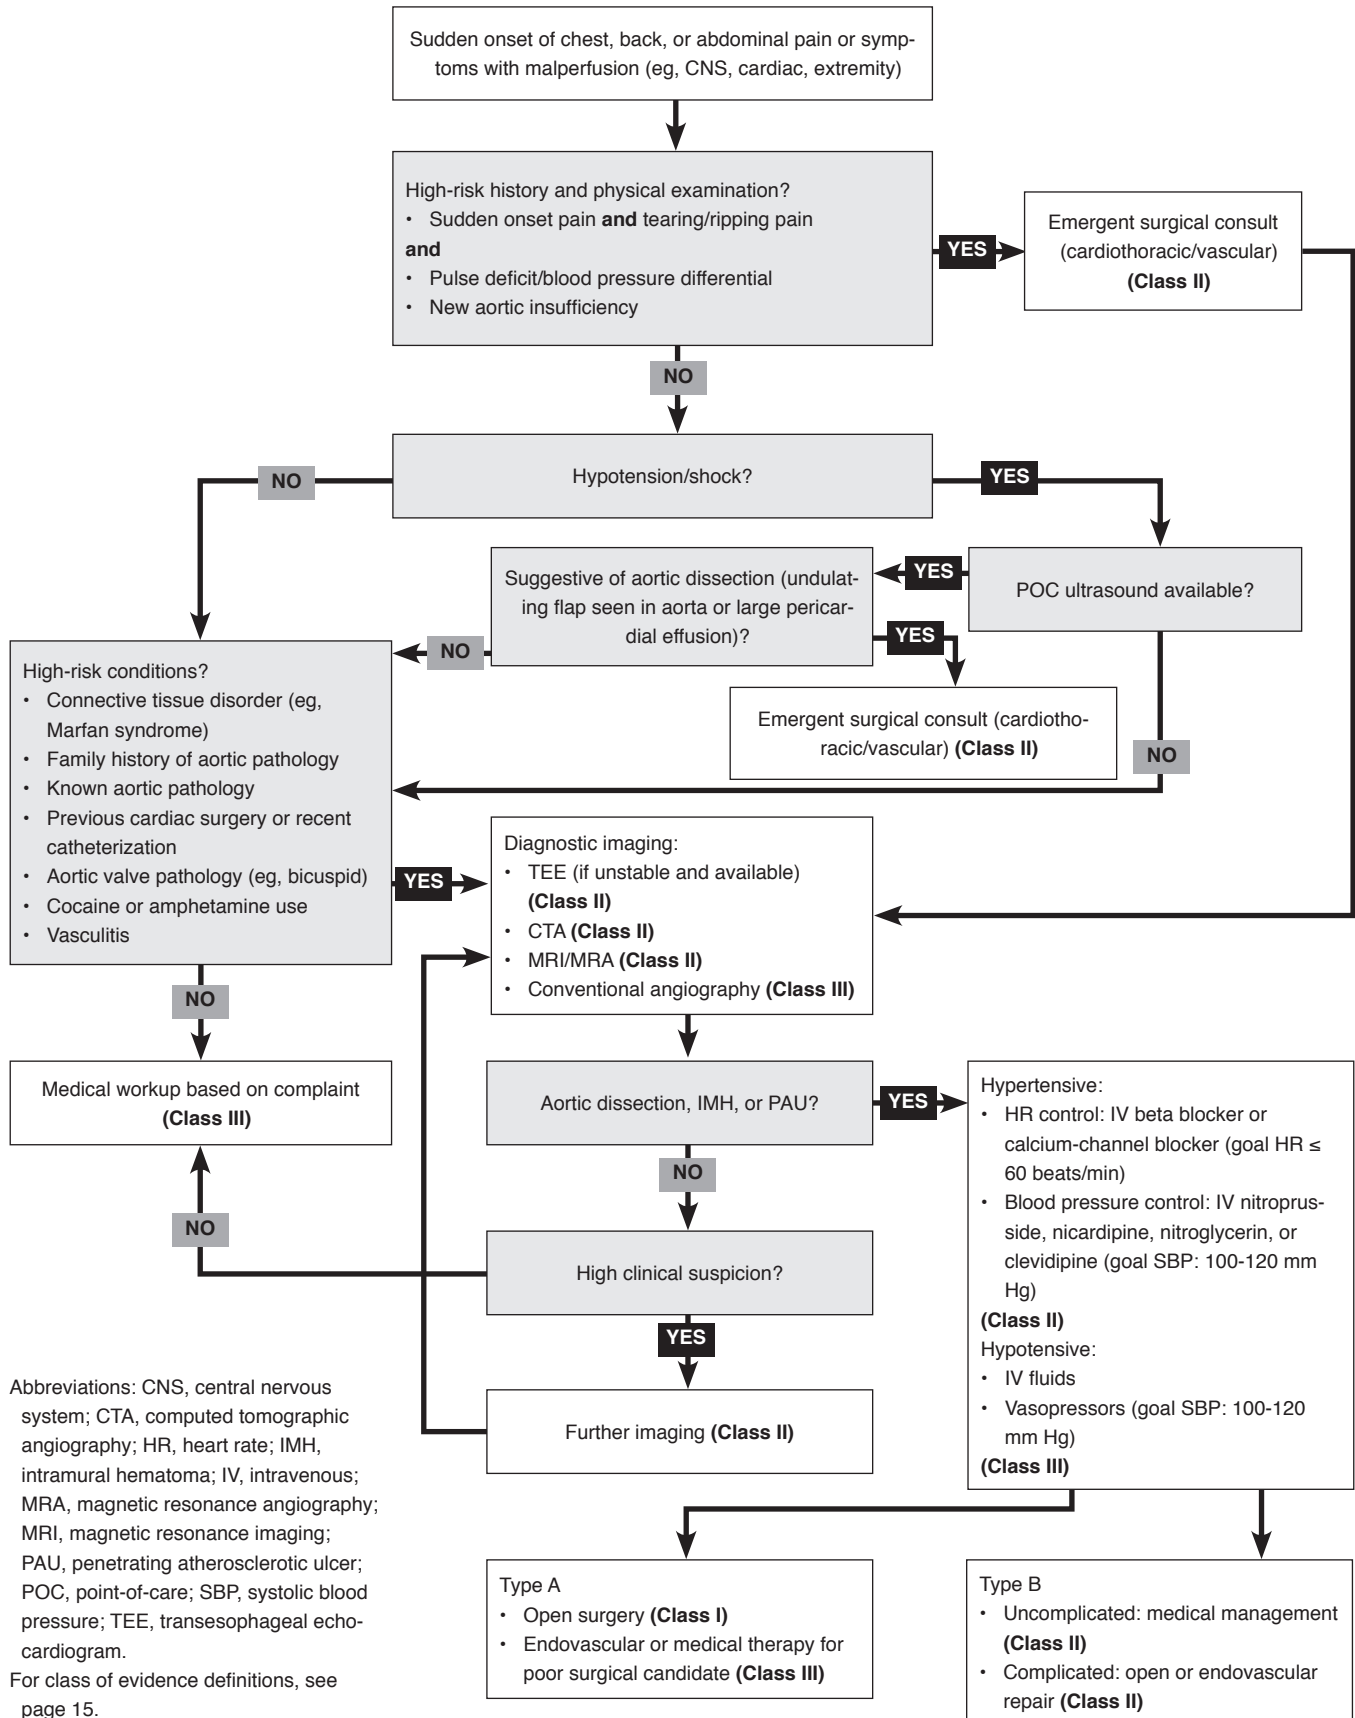 Sudden onset of chest, back, or abdominal pain or symp-
toms with malperfusion (eg, CNS, cardiac, extremity)
High-risk history and physical examination?
• Sudden onset pain and tearing/ripping pain
and
• Pulse deficit/blood pressure differential
• New aortic insufficiency
YES
Emergent surgical consult
(cardiothoracic/vascular)
(Class II)
NO
Hypotension/shock?
NO
YES
Suggestive of aortic dissection (undulat-
ing flap seen in aorta or large pericar-
dial effusion)?
YES
POC ultrasound available?
NO
YES
Emergent surgical consult (cardiotho-
racic/vascular) (Class II)
NO
High-risk conditions?
• Connective tissue disorder (eg,
Marfan syndrome)
• Family history of aortic pathology
• Known aortic pathology
• Previous cardiac surgery or recent
catheterization
• Aortic valve pathology (eg, bicuspid)
• Cocaine or amphetamine use
• Vasculitis
YES
Diagnostic imaging:
• TEE (if unstable and available)
(Class II)
• CTA (Class II)
• MRI/MRA (Class II)
• Conventional angiography (Class III)
NO
Medical workup based on complaint
(Class III)
Aortic dissection, IMH, or PAU?
YES
Hypertensive:
• HR control: IV beta blocker or
calcium-channel blocker (goal HR ≤
60 beats/min)
• Blood pressure control: IV nitroprus-
side, nicardipine, nitroglycerin, or
clevidipine (goal SBP: 100-120 mm
Hg)
(Class II)
Hypotensive:
• IV fluids
• Vasopressors (goal SBP: 100-120
mm Hg)
(Class III)
NO
NO
High clinical suspicion?
YES
Further imaging (Class II)
Abbreviations: CNS, central nervous
system; CTA, computed tomographic
angiography; HR, heart rate; IMH,
intramural hematoma; IV, intravenous;
MRA, magnetic resonance angiography;
MRI, magnetic resonance imaging;
PAU, penetrating atherosclerotic ulcer;
POC, point-of-care; SBP, systolic blood
pressure; TEE, transesophageal echo-
cardiogram.
For class of evidence definitions, see
page 15.
Type A
• Open surgery (Class I)
• Endovascular or medical therapy for
poor surgical candidate (Class III)
Type B
• Uncomplicated: medical management
(Class II)
• Complicated: open or endovascular
repair (Class II)